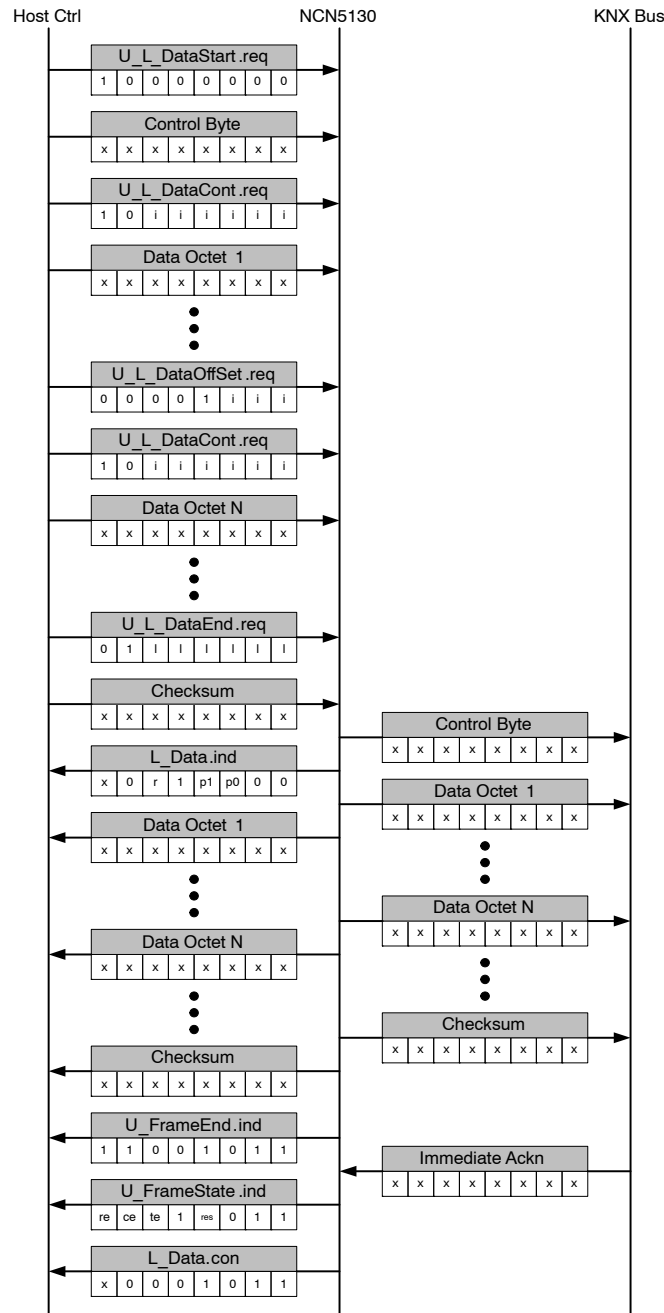 Host Ctrl NCN5130 KNX Bus
U_L_DataStart.req
1 0 0 0 0 0 0 0
Control Byte
x x x x x x x x
U_L_DataCont.req
1 0 i i i i i i
Data Octet 1
x x x x x x x x
U_L_DataOffSet.req
0 0 0 0 1 i i i
U_L_DataCont.req
1 0 i i i i i i
Data Octet N
x x x x x x x x
U_L_DataEnd.req
0 1 l l l l l l
Checksum
x x x x x x x x
Control Byte
x x x x x x x x
L_Data.ind
x 0 r 1 p1 p0 0 0
Data Octet 1
x x x x x x x x
Data Octet 1
x x x x x x x x
Data Octet N
x x x x x x x x
Data Octet N
x x x x x x x x
Checksum
x x x x x x x x
Checksum
x x x x x x x x
U_FrameEnd.ind
1 1 0 0 1 0 1 1
Immediate Ackn
x x x x x x x x
U_FrameState.ind
re ce te 1 res 0 1 1
L_Data.con
x 0 0 0 1 0 1 1